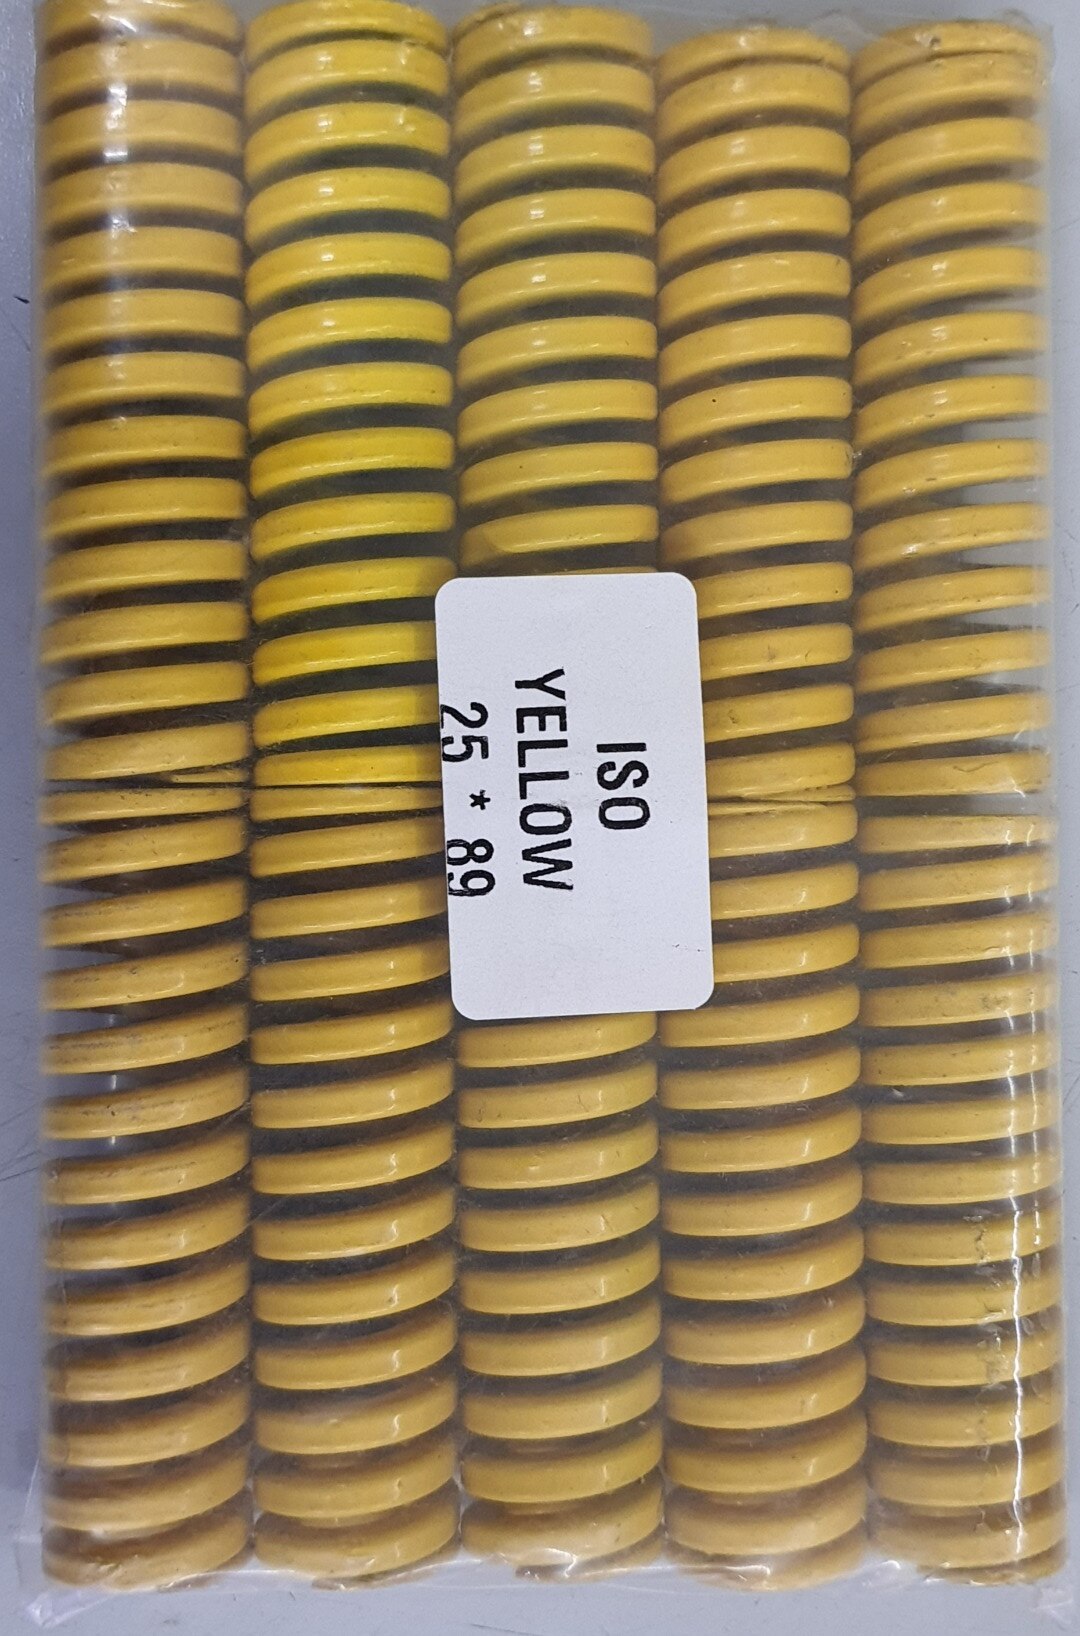 ISO
YELLOW
25 * 89